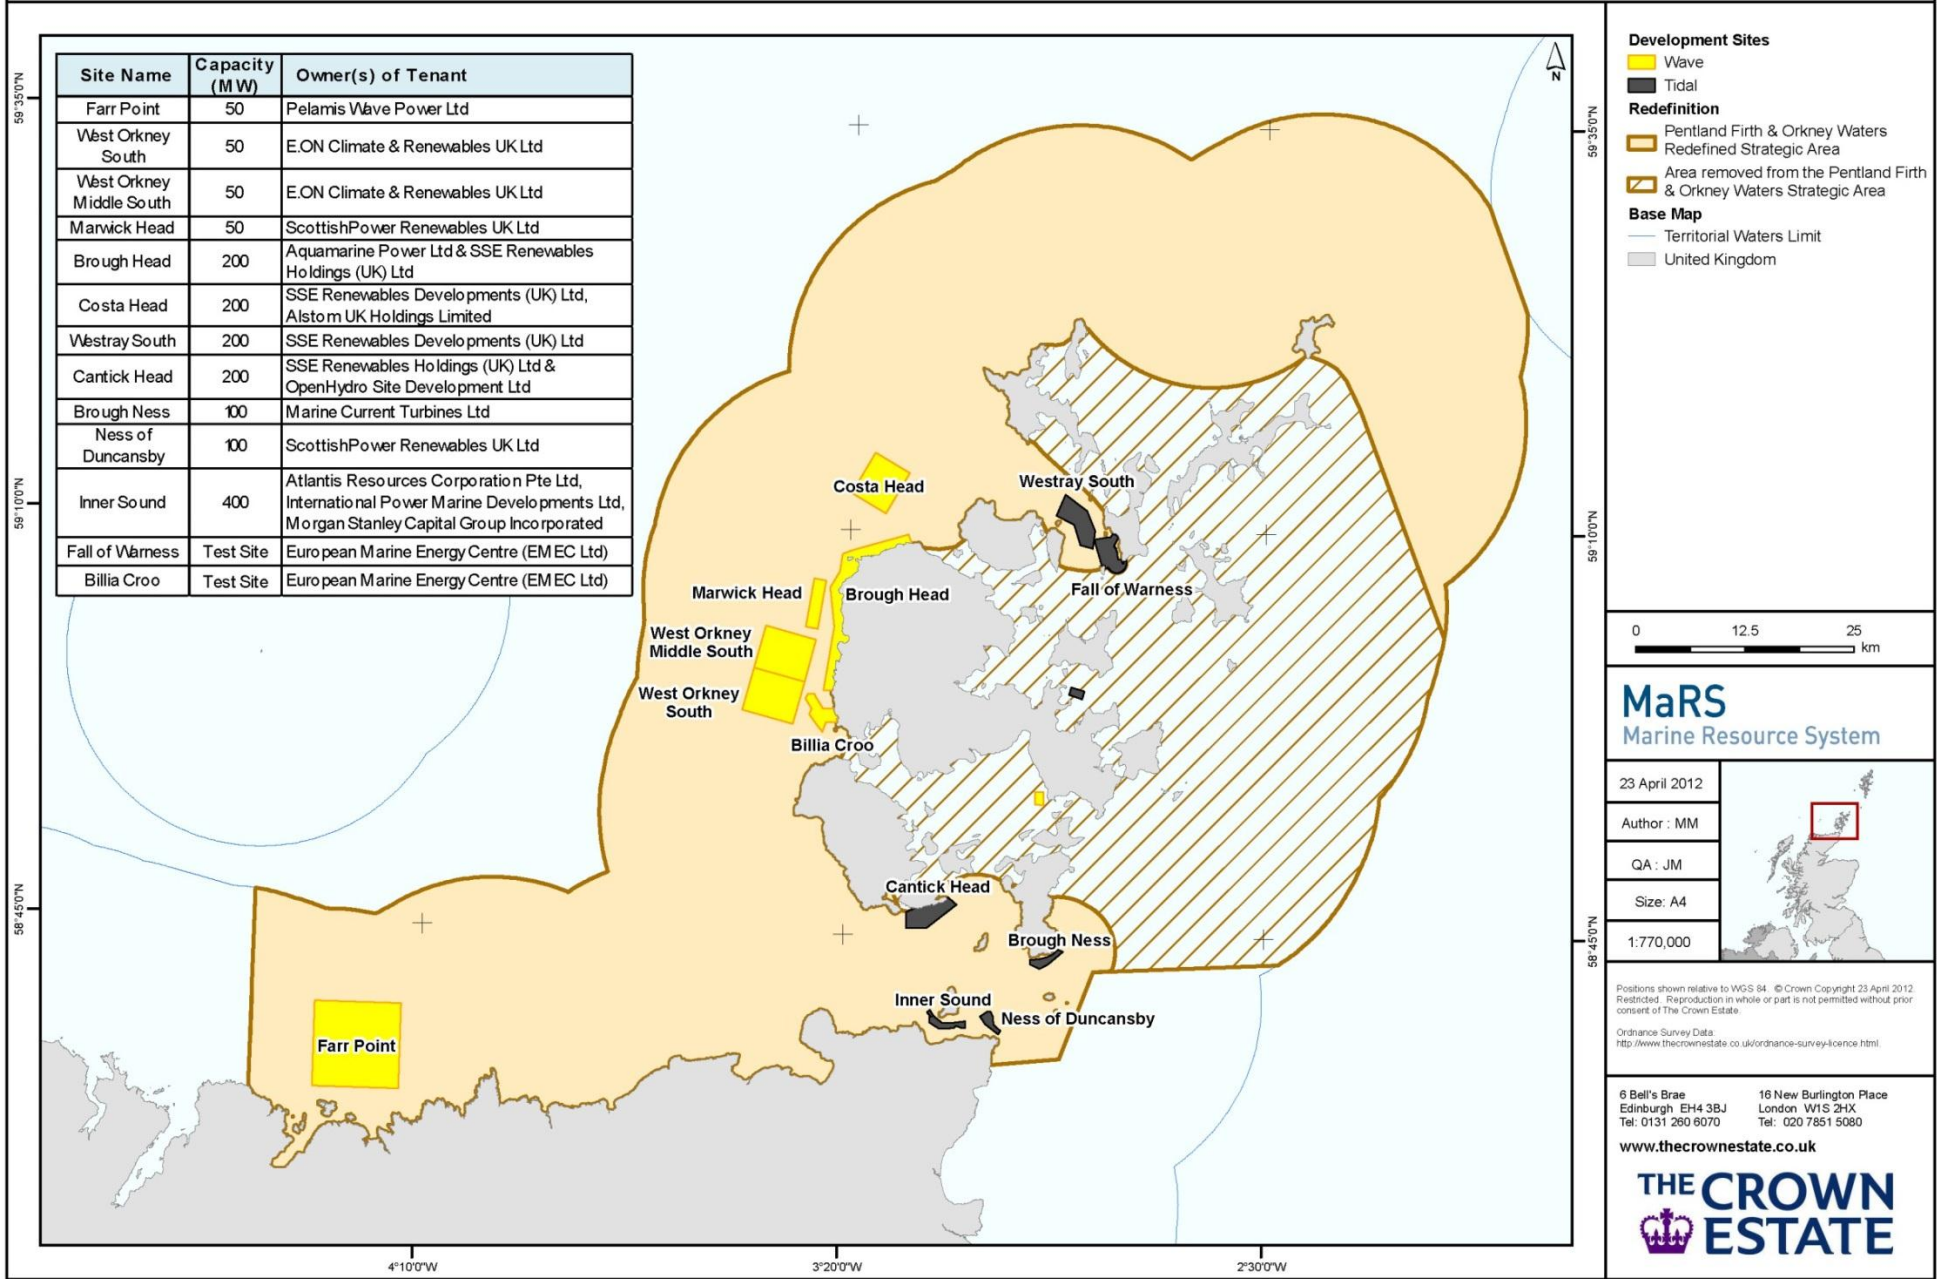 Site Name
Capacity
(MW)
Owner(s) of Tenant
Farr Point
50
Pelamis Wave Power Ltd
West Orkney
South
50
E.ON Climate & Renewables UK Ltd
West Orkney
Middle South
50
E.ON Climate & Renewables UK Ltd
Marwick Head
50
ScottishPower Renewables UK Ltd
Brough Head
200
Aquamarine Power Ltd & SSE Renewables
Holdings (UK) Ltd
Costa Head
200
SSE Renewables Developments (UK) Ltd,
Alstom UK Holdings Limited
Westray South
200
SSE Renewables Developments (UK) Ltd
Cantick Head
200
SSE Renewables Holdings (UK) Ltd &
OpenHydro Site Development Ltd
Brough Ness
100
Marine Current Turbines Ltd
Ness of
Duncansby
100
ScottishPower Renewables UK Ltd
Inner Sound
400
Atlantis Resources Corporation Pte Ltd,
International Power Marine Developments Ltd,
Morgan Stanley Capital Group Incorporated
Fall of Warness
Test Site
European Marine Energy Centre (EMEC Ltd)
Billia Croo
Test Site
European Marine Energy Centre (EMEC Ltd)
59°35'0"N
59°10'0"N
58°45'0"N
N
Costa Head
Westray South
Marwick Head
Brough Head
Fall of Warness
West Orkney
Middle South
West Orkney
South
Billia Croo
Cantick Head
Brough Ness
Inner Sound
Ness of Duncansby
Farr Point
59°35'0"N
59°10'0"N
58°45'0"N
4°10'0"W
3°20'0"W
2°30'0"W
Development Sites
Wave
Tidal
Redefinition
Pentland Firth & Orkney Waters
Redefined Strategic Area
Area removed from the Pentland Firth
& Orkney Waters Strategic Area
Base Map
Territorial Waters Limit
United Kingdom
0 12.5 25
km
MaRS
Marine Resource System
23 April 2012
Author : MM
QA : JM
Size: A4
1:770,000
Positions shown relative to WGS 84. © Crown Copyright 23 April 2012.
Restricted. Reproduction in whole or part is not permitted without prior
consent of The Crown Estate.
Ordnance Survey Data:
http://www.thecrownestate.co.uk/ordnance-survey-licence.html.
6 Bell's Brae
Edinburgh EH4 3BJ
Tel: 0131 260 6070
16 New Burlington Place
London W1S 2HX
Tel: 020 7851 5080
www.thecrownestate.co.uk
THE CROWN
ESTATE